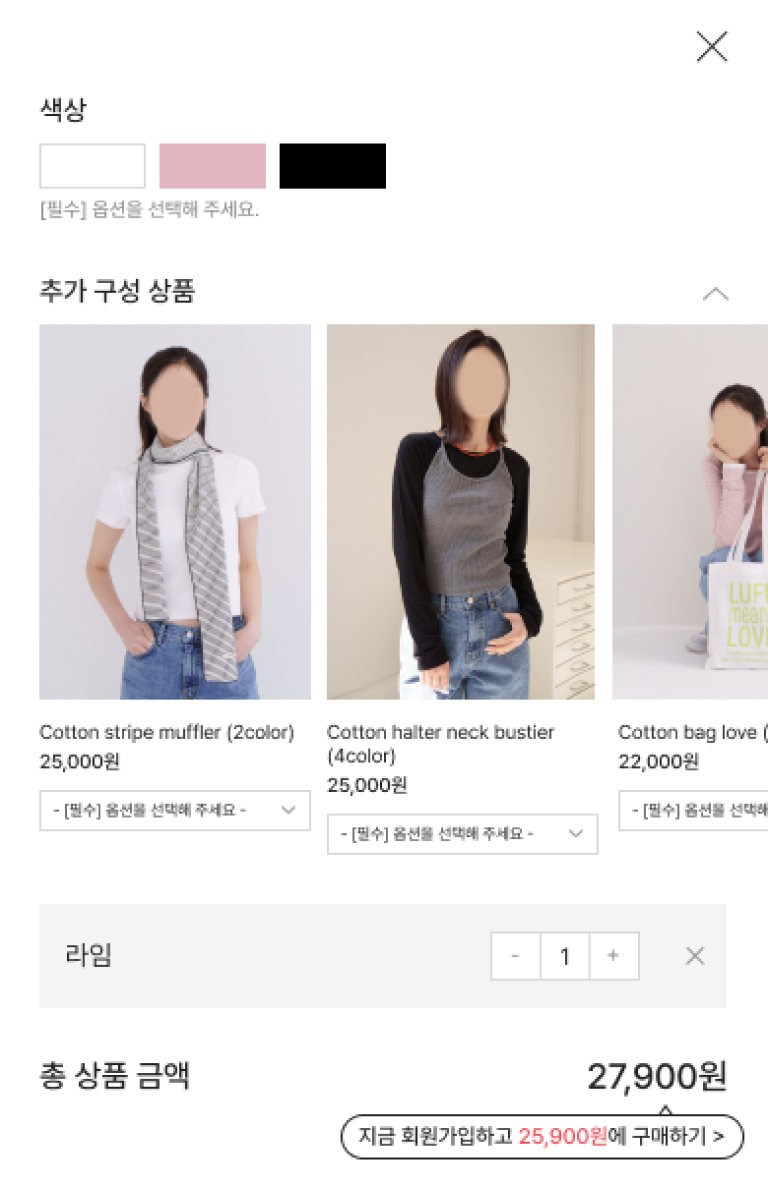 색상
[필수] 옵션을 선택해 주세요.
추가 구성 상품
Cotton stripe muffler (2color)
25,000원
- [필수] 옵션을 선택해 주세요 -
Cotton halter neck bustier
(4color)
25,000원
- [필수] 옵션을 선택해 주세요 -
LUF
mean
LOV
Cotton bag love (
22,000원
- [필수] 옵션을 선택해
라임
- 1 +
총 상품 금액
27,900원
지금 회원가입하고 25,900원에 구매하기 >